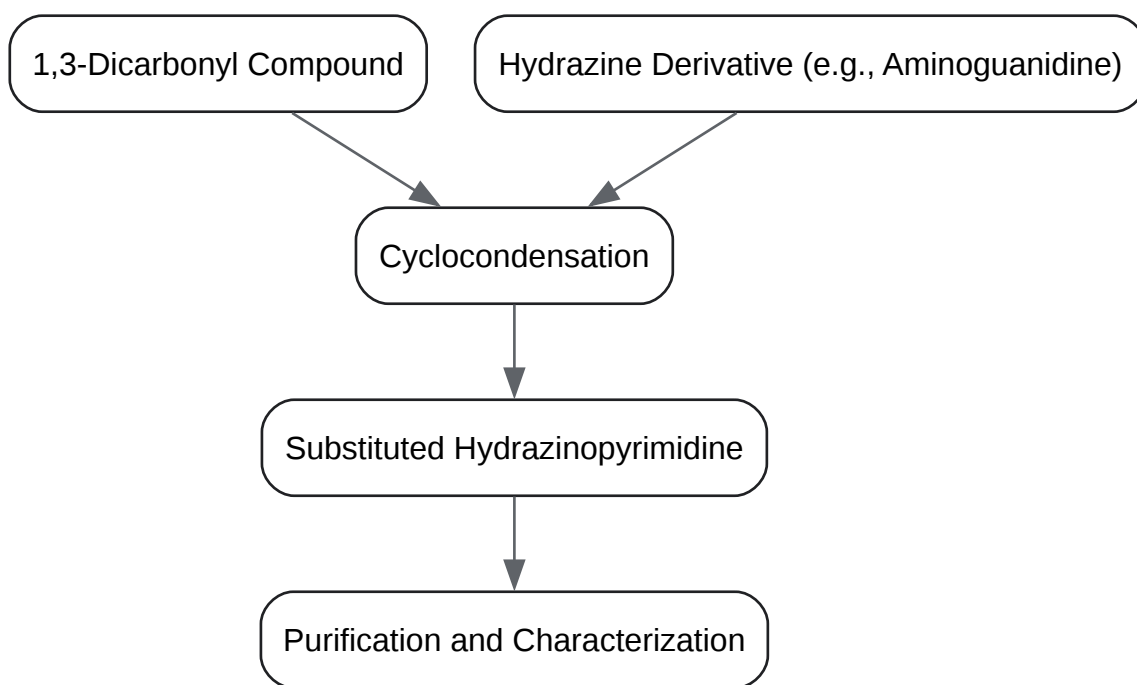 1,3-Dicarbonyl Compound
Hydrazine Derivative (e.g., Aminoguanidine)
Cyclocondensation
Substituted Hydrazinopyrimidine
Purification and Characterization